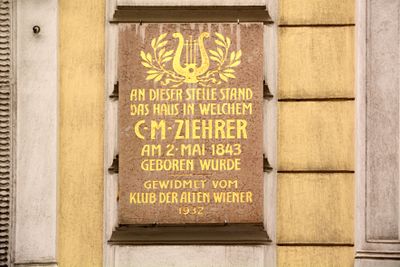 AN DIESER STELLE STAND
DAS HAUS IN WELCHEM
C·M·ZIEHRER
AM 2·MAI 1843
GEBOREN WURDE
GEWIDMET VOM
KLUB DER ALTEN WIENER
1932